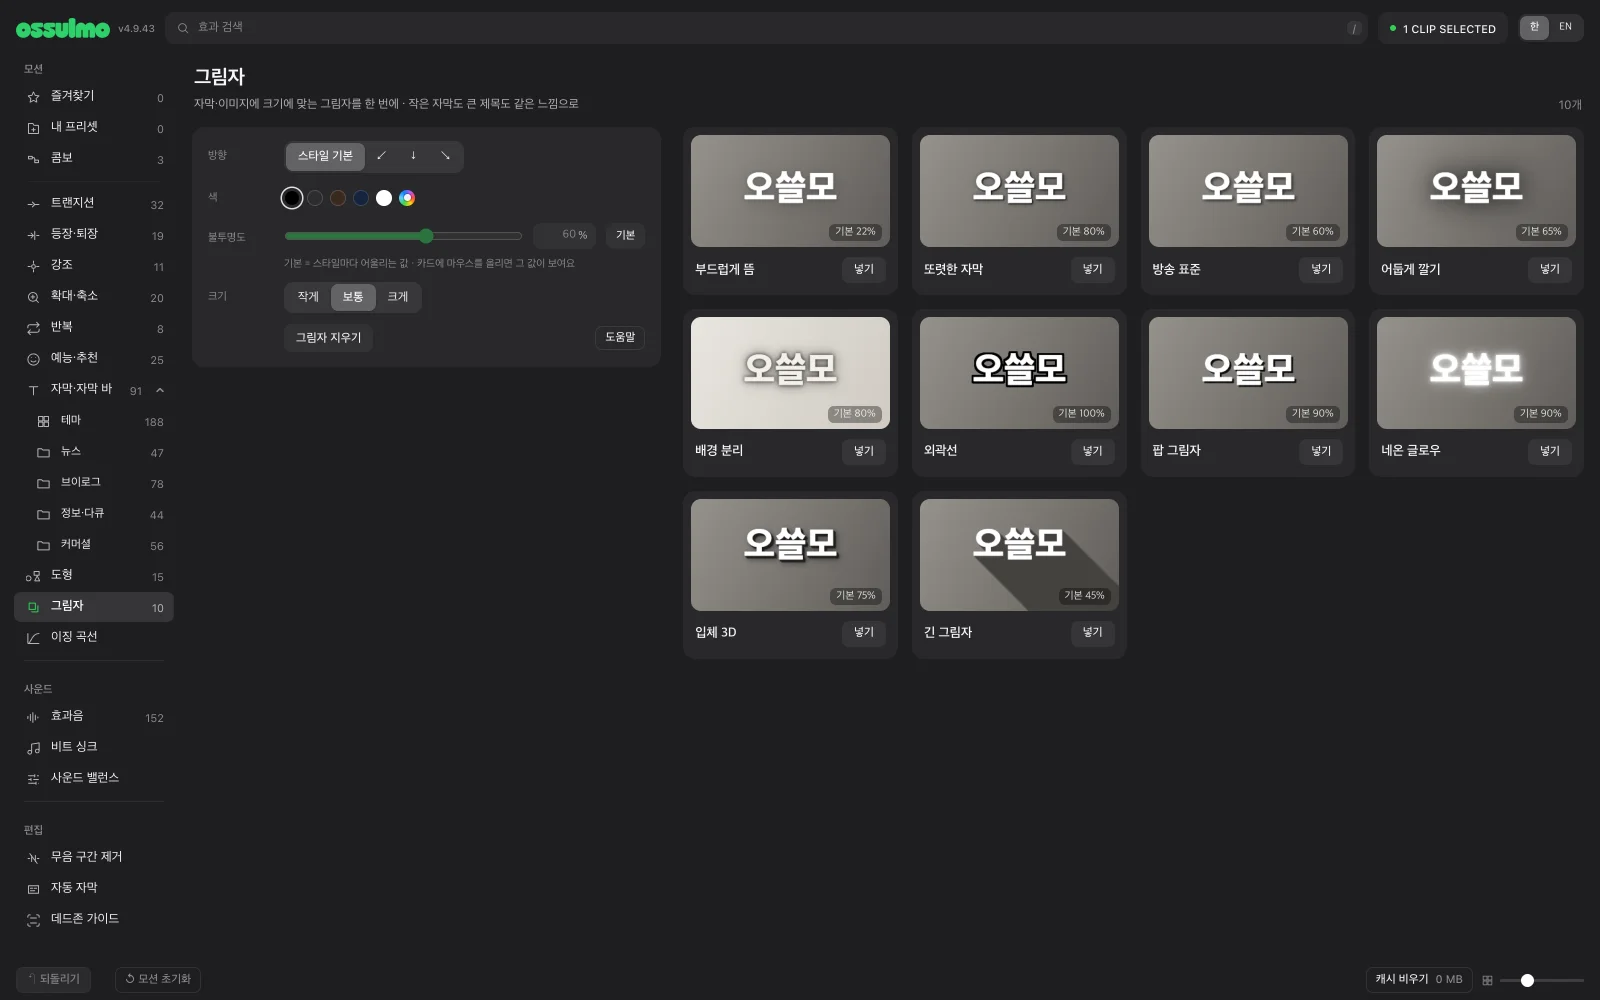 ossulmo v4.9.43
효과 검색
/
1 CLIP SELECTED
한 EN
모션
즐겨찾기 0
내 프리셋 0
콤보 3
트랜지션 32
등장·퇴장 19
강조 11
확대·축소 20
반복 8
예능·추천 25
자막·자막 바 91
테마 188
뉴스 47
브이로그 78
정보·다큐 44
커머셜 56
도형 15
그림자 10
이징 곡선
사운드
효과음 152
비트 싱크
사운드 밸런스
편집
무음 구간 제거
자동 자막
데드존 가이드
되돌리기
모션 초기화
그림자
자막·이미지에 크기에 맞는 그림자를 한 번에 · 작은 자막도 큰 제목도 같은 느낌으로
10개
방향 스타일 기본 ↙ ↓ ↘
색
불투명도 60 % 기본
기본 = 스타일마다 어울리는 값 · 카드에 마우스를 올리면 그 값이 보여요
크기 작게 보통 크게
그림자 지우기 도움말
오쓸모
기본 22%
부드럽게 뜸 넣기
오쓸모
기본 80%
또렷한 자막 넣기
오쓸모
기본 60%
방송 표준 넣기
오쓸모
기본 65%
어둡게 깔기 넣기
오쓸모
기본 80%
배경 분리 넣기
오쓸모
기본 100%
외곽선 넣기
오쓸모
기본 90%
팝 그림자 넣기
오쓸모
기본 90%
네온 글로우 넣기
오쓸모
기본 75%
입체 3D 넣기
오쓸모
기본 45%
긴 그림자 넣기
캐시 비우기 0 MB